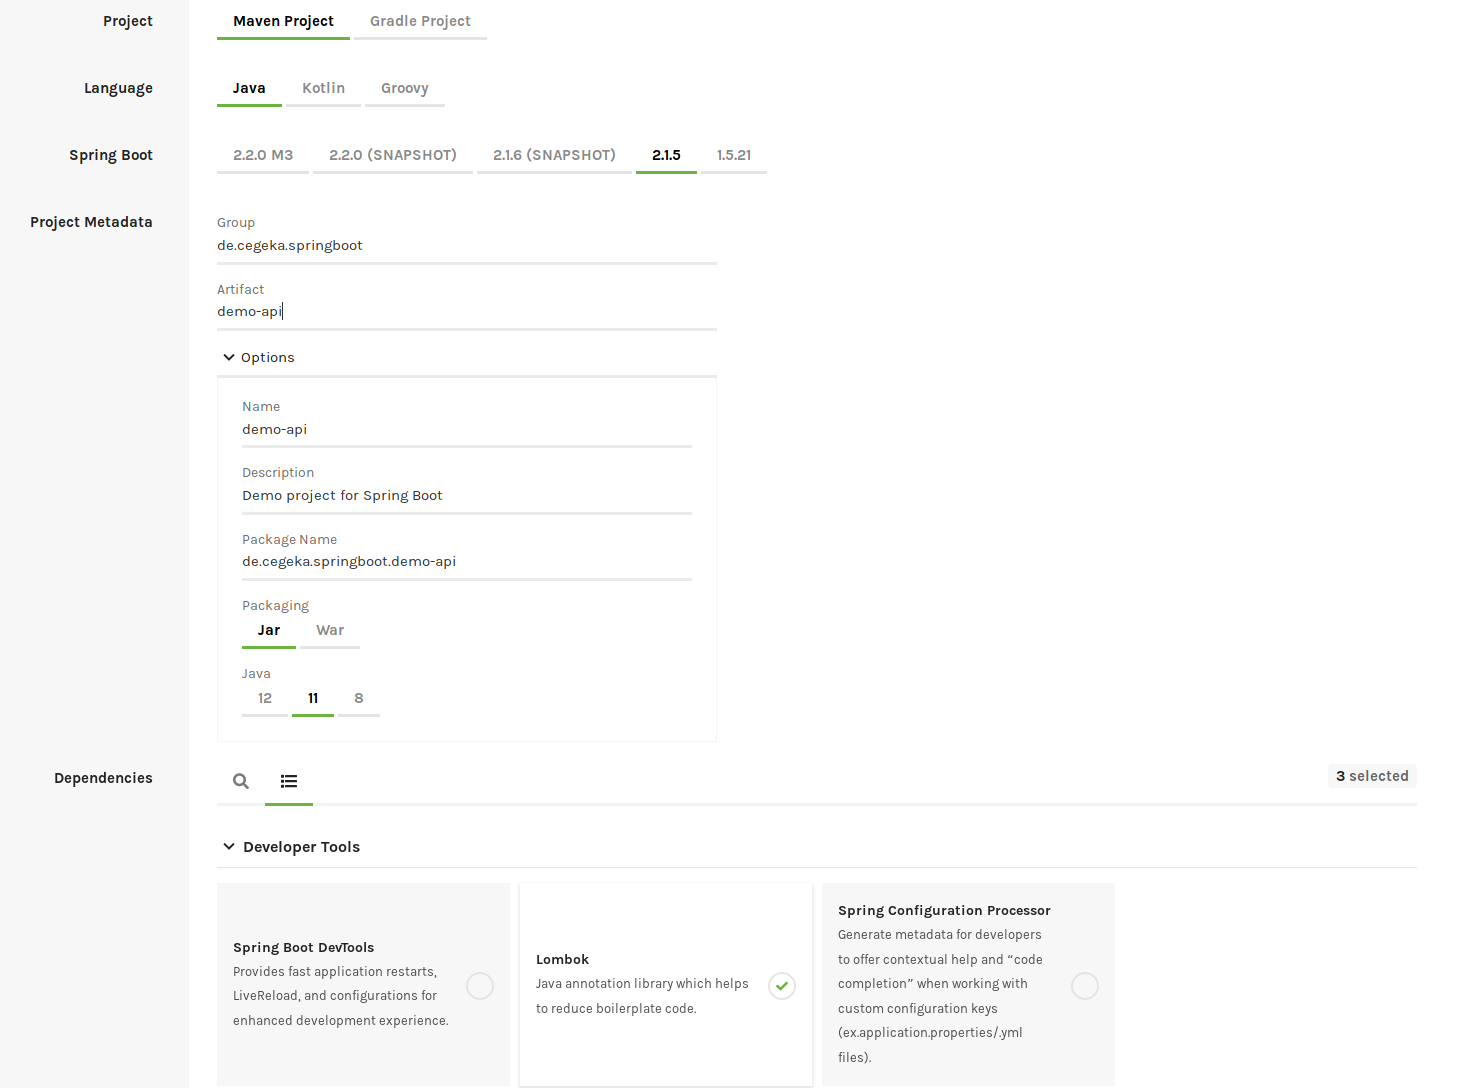 Project
Maven Project Gradle Project
Language
Java Kotlin Groovy
Spring Boot
2.2.0 M3 2.2.0 (SNAPSHOT) 2.1.6 (SNAPSHOT) 2.1.5 1.5.21
Project Metadata
Group
de.cegeka.springboot
Artifact
demo-api
Options
Name
demo-api
Description
Demo project for Spring Boot
Package Name
de.cegeka.springboot.demo-api
Packaging
Jar War
Java
12 11 8
Dependencies
3 selected
Developer Tools
Spring Boot DevTools
Provides fast application restarts,
LiveReload, and configurations for
enhanced development experience.
Lombok
Java annotation library which helps
to reduce boilerplate code.
Spring Configuration Processor
Generate metadata for developers
to offer contextual help and “code
completion” when working with
custom configuration keys
(ex.application.properties/.yml
files).